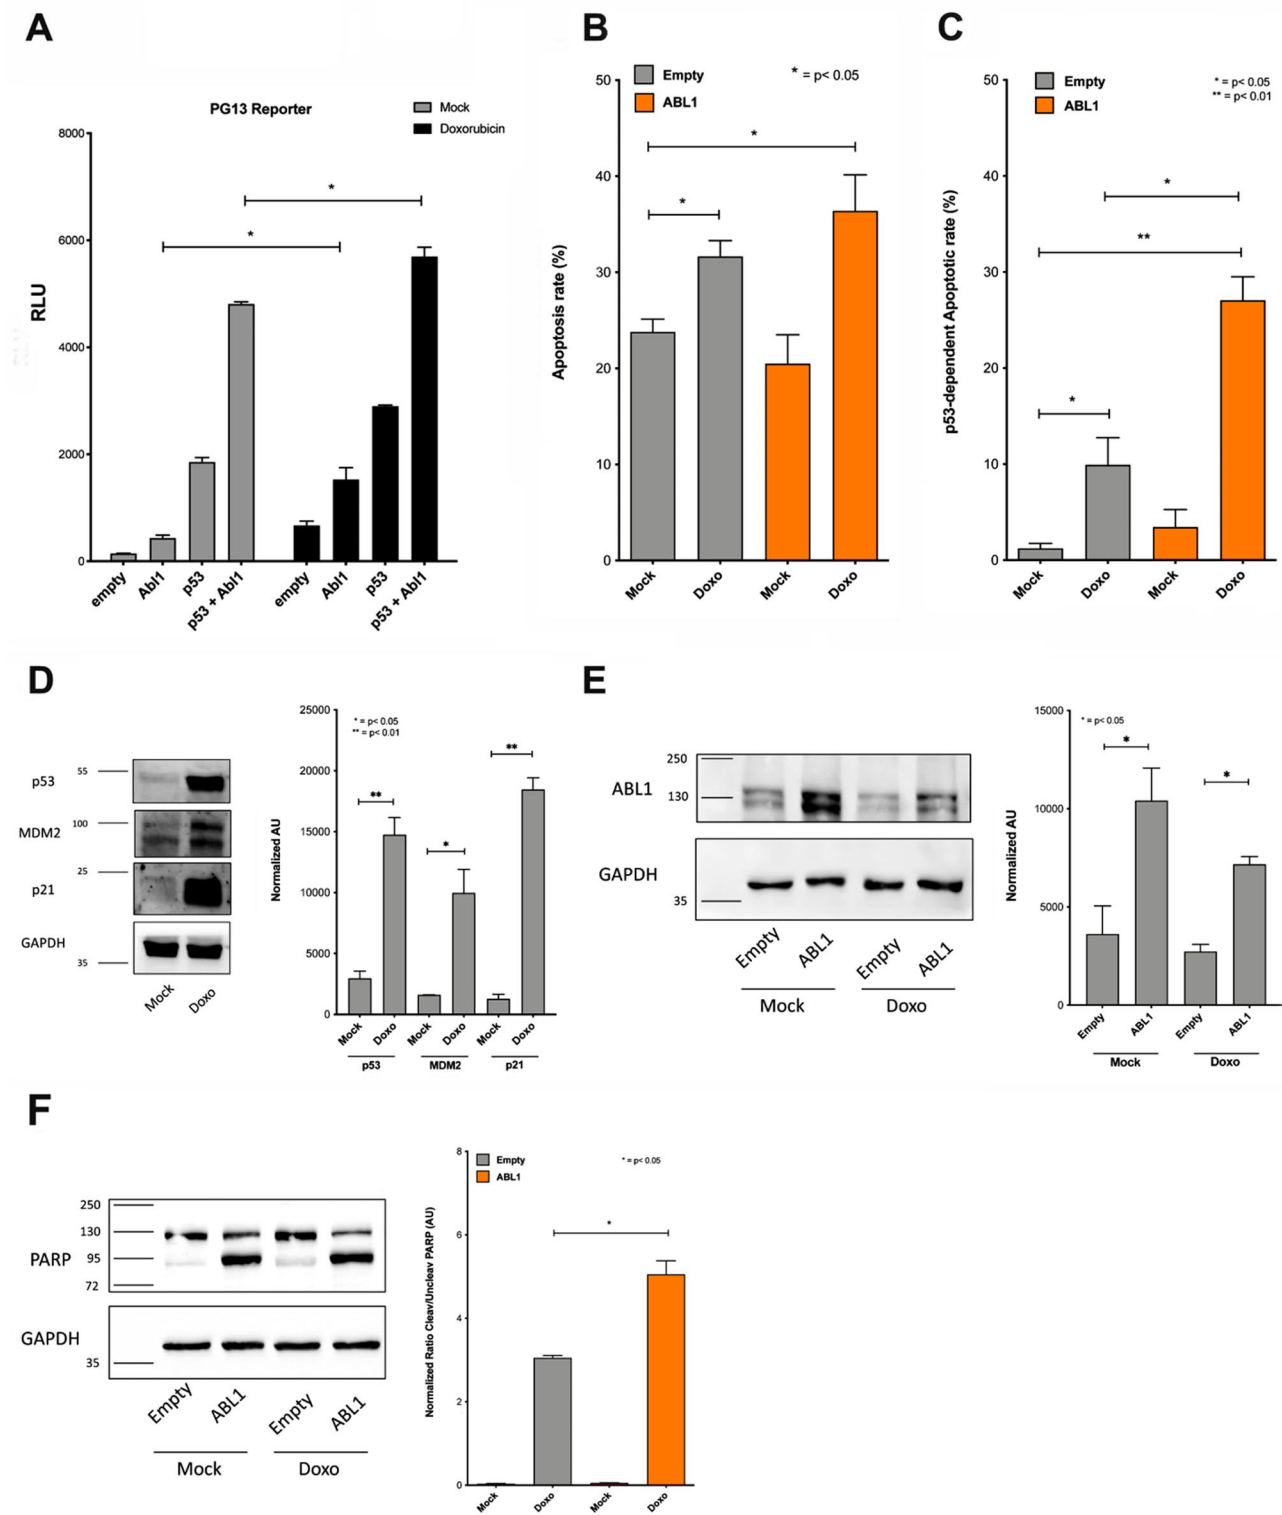 A
PG13 Reporter
Mock
Doxorubicin
8000
6000
4000
2000
0
RLU
*
*
empty
Abl1
p53
p53 + Abl1
empty
Abl1
p53
p53 + Abl1
B
Empty
ABL1
* = p< 0.05
50
40
30
20
10
0
Apoptosis rate (%)
*
*
Mock
Doxo
Mock
Doxo
C
Empty
ABL1
* = p< 0.05
** = p< 0.01
50
40
30
20
10
0
p53-dependent Apoptotic rate (%)
*
**
*
Mock
Doxo
Mock
Doxo
D
p53
55
MDM2
100
p21
25
GAPDH
35
Mock
Doxo
25000
20000
15000
10000
5000
0
Normalized AU
* = p< 0.05
** = p< 0.01
**
*
**
Mock
Doxo
Mock
Doxo
Mock
Doxo
p53
MDM2
p21
E
ABL1
250
130
GAPDH
35
Empty
ABL1
Empty
ABL1
Mock
Doxo
15000
10000
5000
0
Normalized AU
* = p< 0.05
*
*
Empty
ABL1
Empty
ABL1
Mock
Doxo
F
PARP
250
130
95
72
GAPDH
35
Empty
ABL1
Empty
ABL1
Mock
Doxo
8
6
4
2
0
Normalized Ratio Cleav/Uncleav PARP (AU)
Empty
ABL1
* = p< 0.05
*
Mock
Doxo
Mock
Doxo